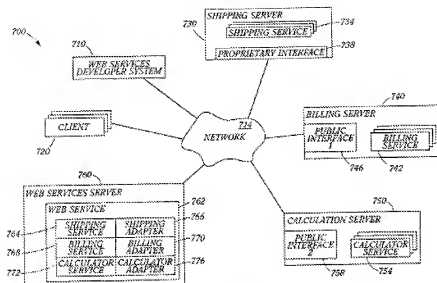 700
710
WEB SERVICES
DEVELOPER SYSTEM
730
SHIPPING SERVER
734
SHIPPING SERVICE
738
PROPRIETARY INTERFACE
CLIENT
720
714
NETWORK
740
BILLING SERVER
PUBLIC
INTERFACE
1
BILLING
SERVICE
746
742
760
WEB SERVICES SERVER
762
WEB SERVICE
764
SHIPPING
SERVICE
SHIPPING
ADAPTER
766
768
BILLING
SERVICE
BILLING
ADAPTER
770
772
CALCULATOR
SERVICE
CALCULATOR
ADAPTER
776
750
CALCULATION SERVER
PUBLIC
INTERFACE
2
CALCULATOR
SERVICE
758
754